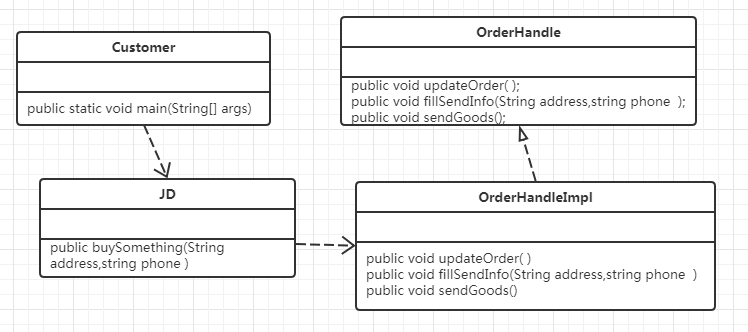 Customer
public static void main(String[] args)
OrderHandle
public void updateOrder( );
public void fillSendInfo(String address,string phone  );
public void sendGoods();
JD
public buySomething(String
address,string phone )
OrderHandleImpl
public void updateOrder( )
public void fillSendInfo(String address,string phone  )
public void sendGoods()